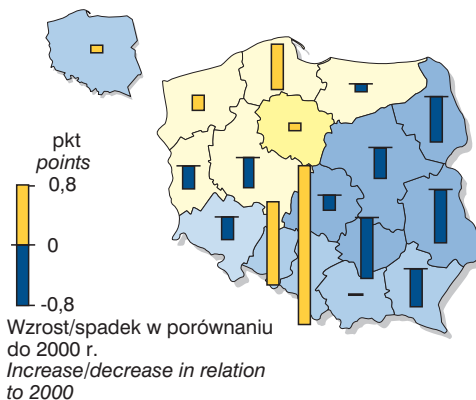 pkt
points
0,8
0
-0,8
Wzrost/spadek w porównaniu
do 2000 r.
Increase/decrease in relation
to 2000